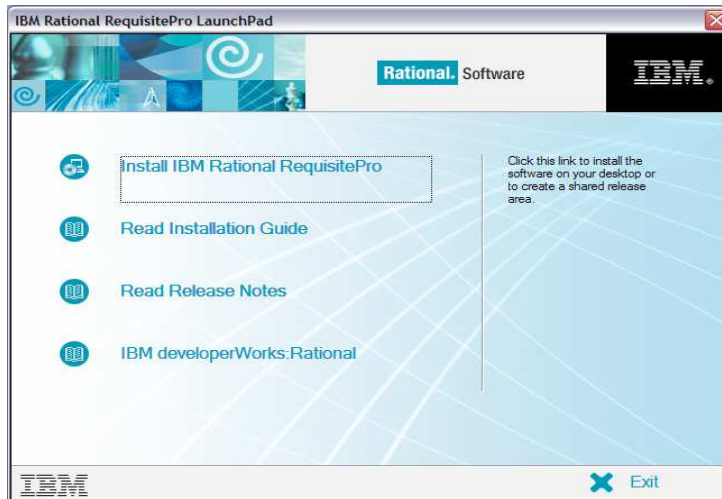 IBM Rational RequisitePro LaunchPad
Rational. Software
IBM.
Install IBM Rational RequisitePro
Click this link to install the
software on your desktop or
to create a shared release
area.
Read Installation Guide
Read Release Notes
IBM developerWorks:Rational
IBM
Exit